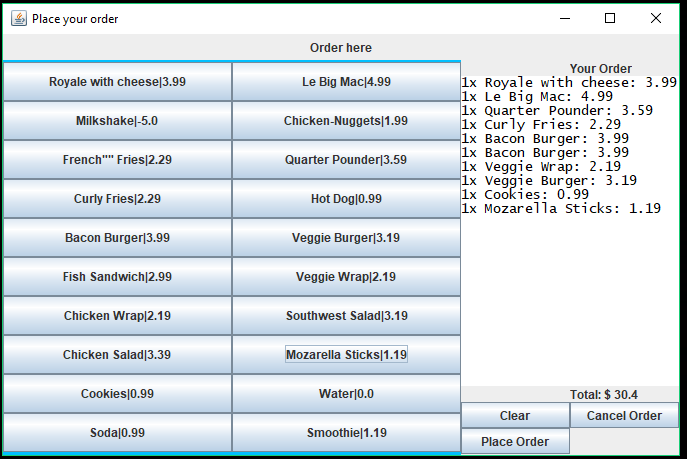 Place your order
Order here
Royale with cheese|3.99
Le Big Mac|4.99
Milkshake|-5.0
Chicken-Nuggets|1.99
French"" Fries|2.29
Quarter Pounder|3.59
Curly Fries|2.29
Hot Dog|0.99
Bacon Burger|3.99
Veggie Burger|3.19
Fish Sandwich|2.99
Veggie Wrap|2.19
Chicken Wrap|2.19
Southwest Salad|3.19
Chicken Salad|3.39
Mozarella Sticks|1.19
Cookies|0.99
Water|0.0
Soda|0.99
Smoothie|1.19
Your Order
1x Royale with cheese: 3.99
1x Le Big Mac: 4.99
1x Quarter Pounder: 3.59
1x Curly Fries: 2.29
1x Bacon Burger: 3.99
1x Bacon Burger: 3.99
1x Veggie Wrap: 2.19
1x Veggie Burger: 3.19
1x Cookies: 0.99
1x Mozarella Sticks: 1.19
Total: $ 30.4
Clear
Cancel Order
Place Order